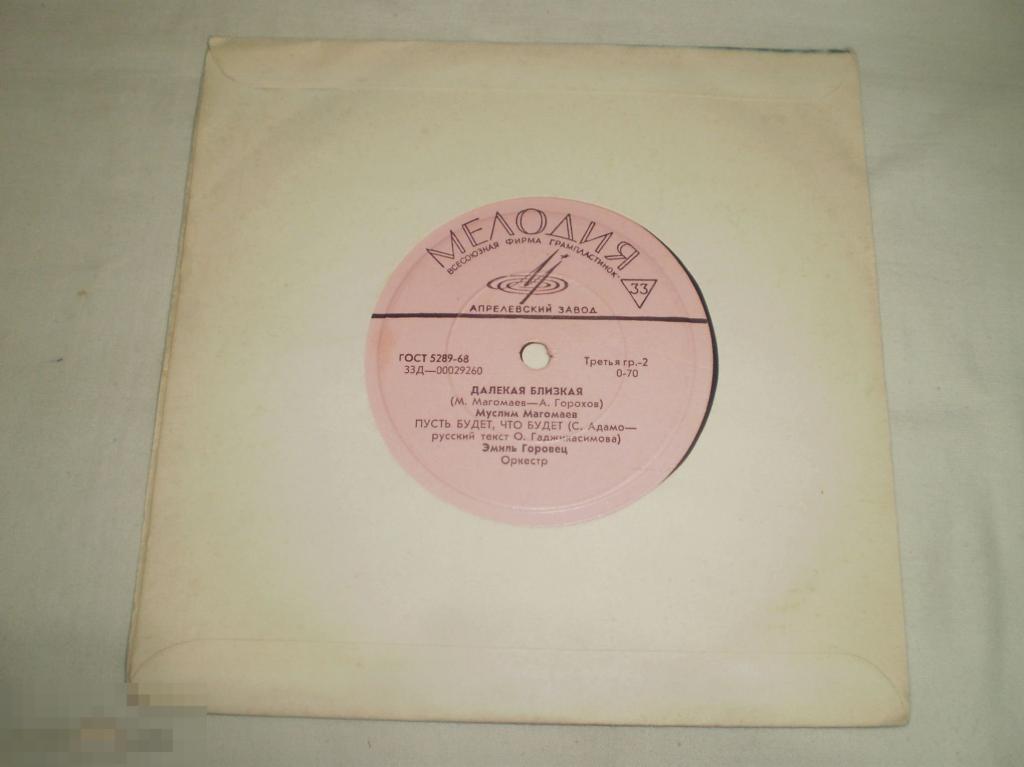 МЕЛОДИЯ
ВСЕСОЮЗНАЯ ФИРМА ГРАМПЛАСТИНОК
33
АПРЕЛЕВСКИЙ ЗАВОД
ГОСТ 5289-68 Третья гр.-2
33Д—00029260 0-70
ДАЛЕКАЯ БЛИЗКАЯ
(М. Магомаев—А. Горохов)
Муслим Магомаев
ПУСТЬ БУДЕТ, ЧТО БУДЕТ (С. Адамо—
русский текст О. Гаджикасимова)
Эмиль Горовец
Оркестр